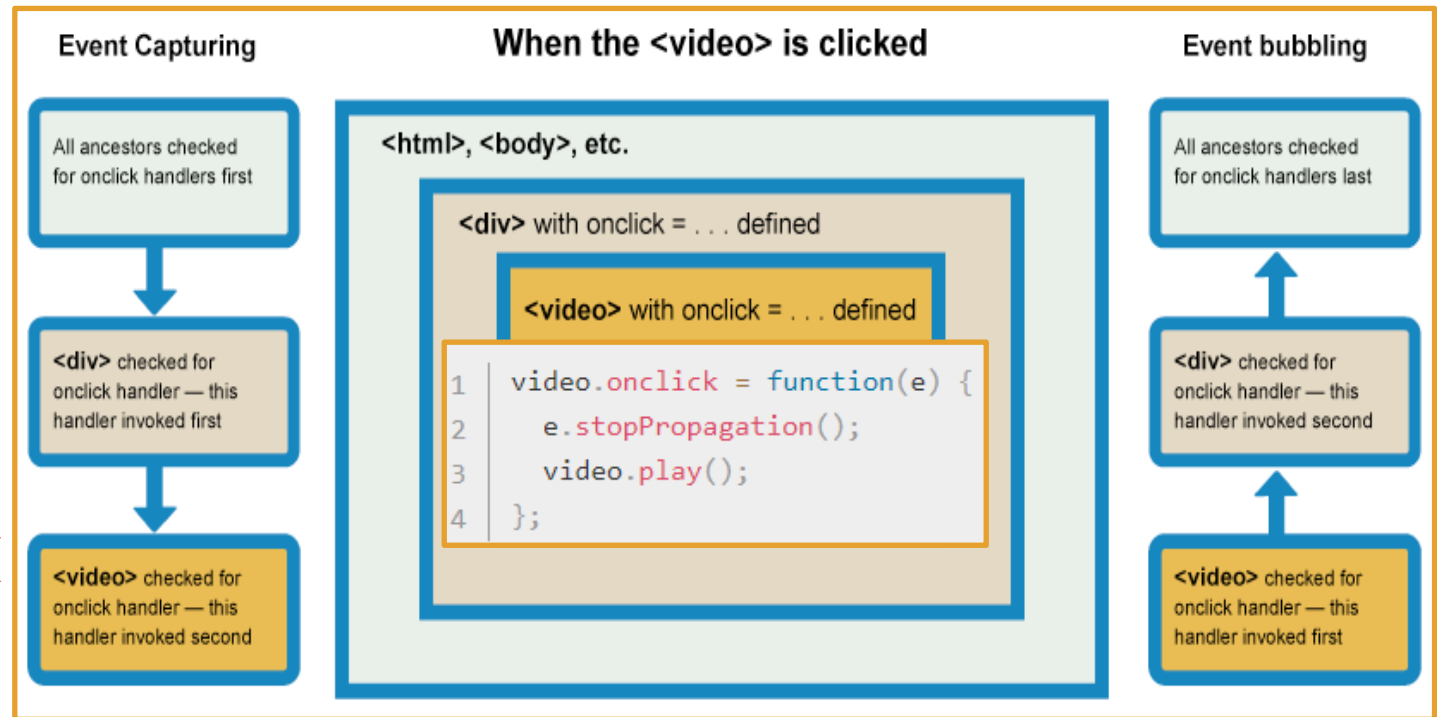 Event Capturing
When the <video> is clicked
Event bubbling
All ancestors checked
for onclick handlers first
<div> checked for
onclick handler — this
handler invoked first
<video> checked for
onclick handler — this
handler invoked second
<html>, <body>, etc.
<div> with onclick = . . . defined
<video> with onclick = . . . defined
1 video.onclick = function(e) {
2 e.stopPropagation();
3 video.play();
4 };
All ancestors checked
for onclick handlers last
<div> checked for
onclick handler — this
handler invoked second
<video> checked for
onclick handler — this
handler invoked first